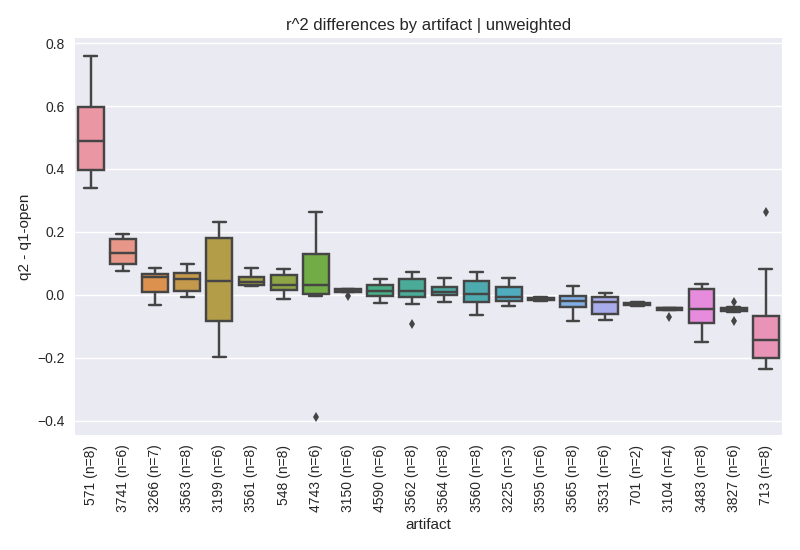 r^2 differences by artifact | unweighted
q2 - q1-open
0.8
0.6
0.4
0.2
0.0
−0.2
−0.4
571 (n=8)
3741 (n=6)
3266 (n=7)
3563 (n=8)
3199 (n=6)
3561 (n=8)
548 (n=8)
4743 (n=6)
3150 (n=6)
4590 (n=6)
3562 (n=8)
3564 (n=8)
3560 (n=8)
3225 (n=3)
3595 (n=6)
3565 (n=8)
3531 (n=6)
701 (n=2)
3104 (n=4)
3483 (n=8)
3827 (n=6)
713 (n=8)
artifact